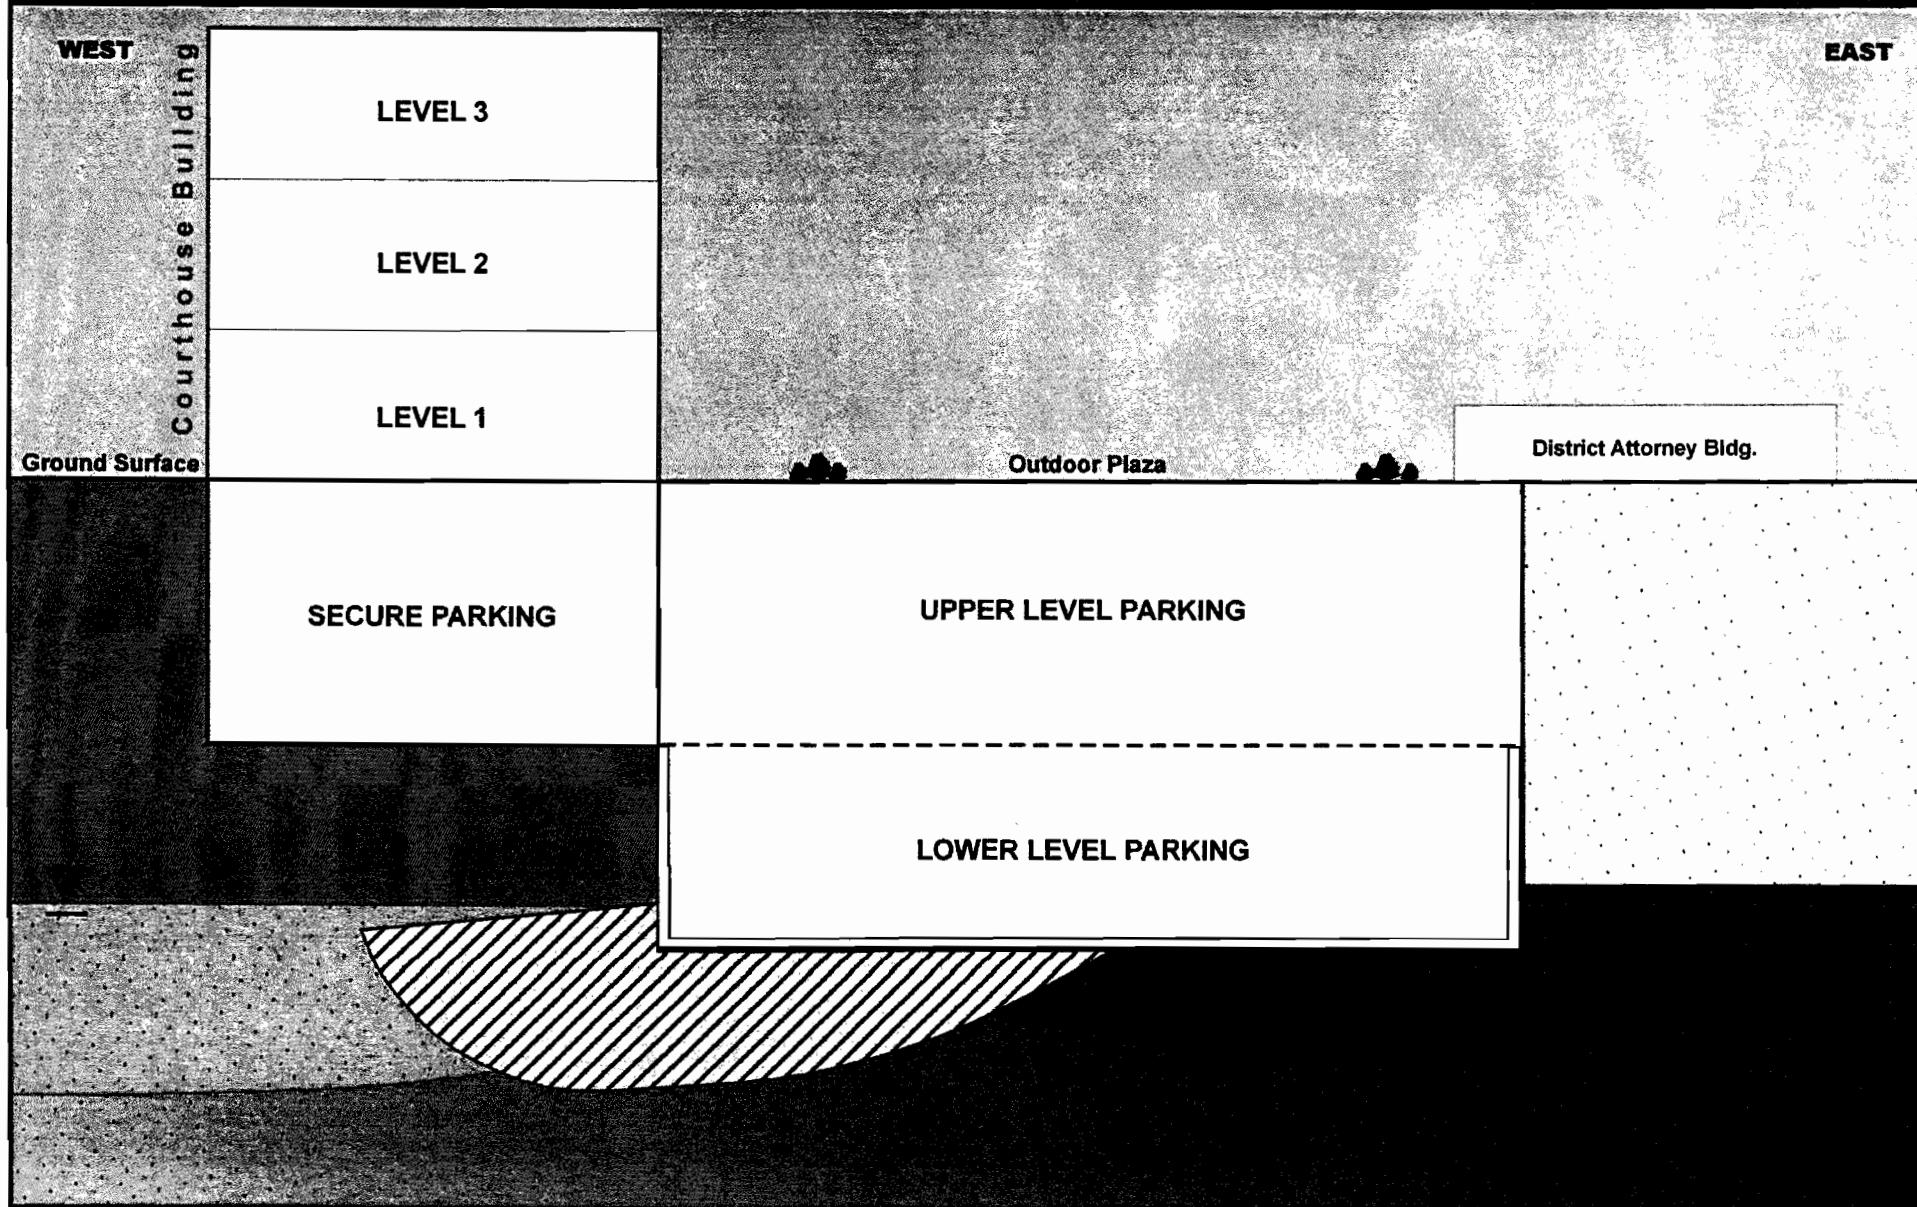 WEST
EAST
Courthouse Building
LEVEL 3
LEVEL 2
LEVEL 1
Ground Surface
Outdoor Plaza
District Attorney Bldg.
SECURE PARKING
UPPER LEVEL PARKING
LOWER LEVEL PARKING